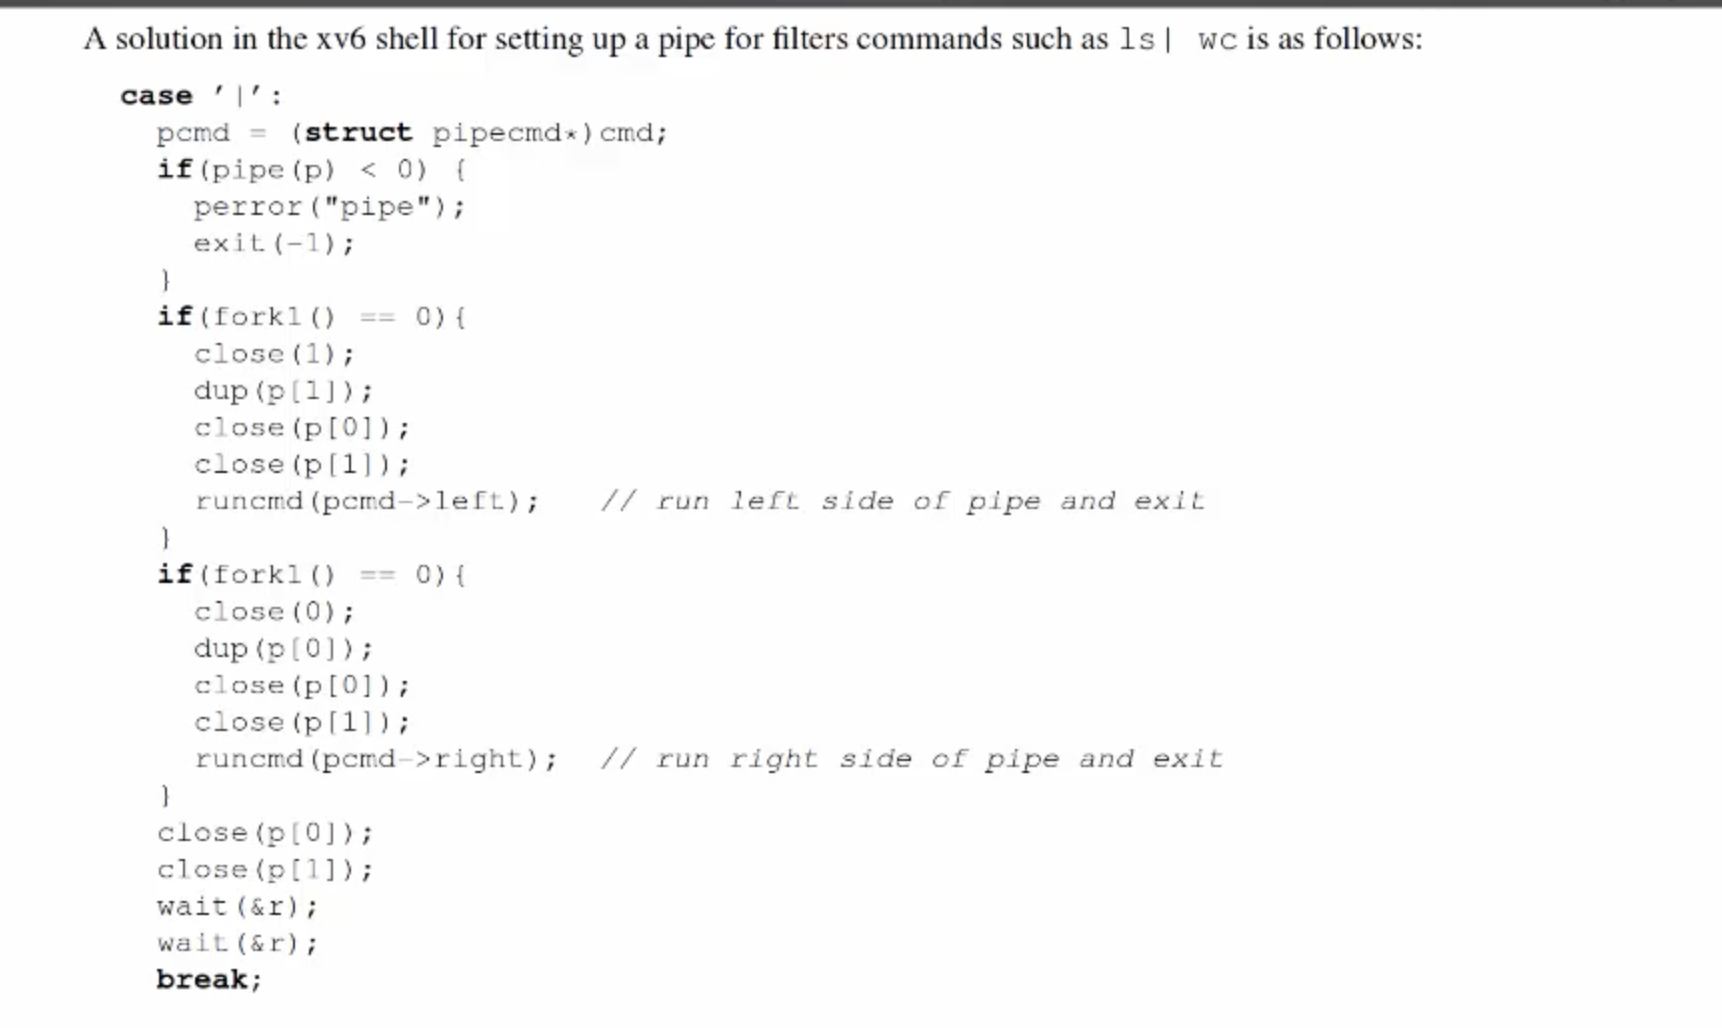 A solution in the xv6 shell for setting up a pipe for filters commands such as ls| wc is as follows:
case '|':
pcmd = (struct pipecmd*)cmd;
if(pipe(p) < 0) {
perror("pipe");
exit(-1);
}
if(fork1() == 0){
close(1);
dup(p[1]);
close(p[0]);
close(p[1]);
runcmd(pcmd->left); // run left side of pipe and exit
}
if(fork1() == 0){
close(0);
dup(p[0]);
close(p[0]);
close(p[1]);
runcmd(pcmd->right); // run right side of pipe and exit
}
close(p[0]);
close(p[1]);
wait(&r);
wait(&r);
break;